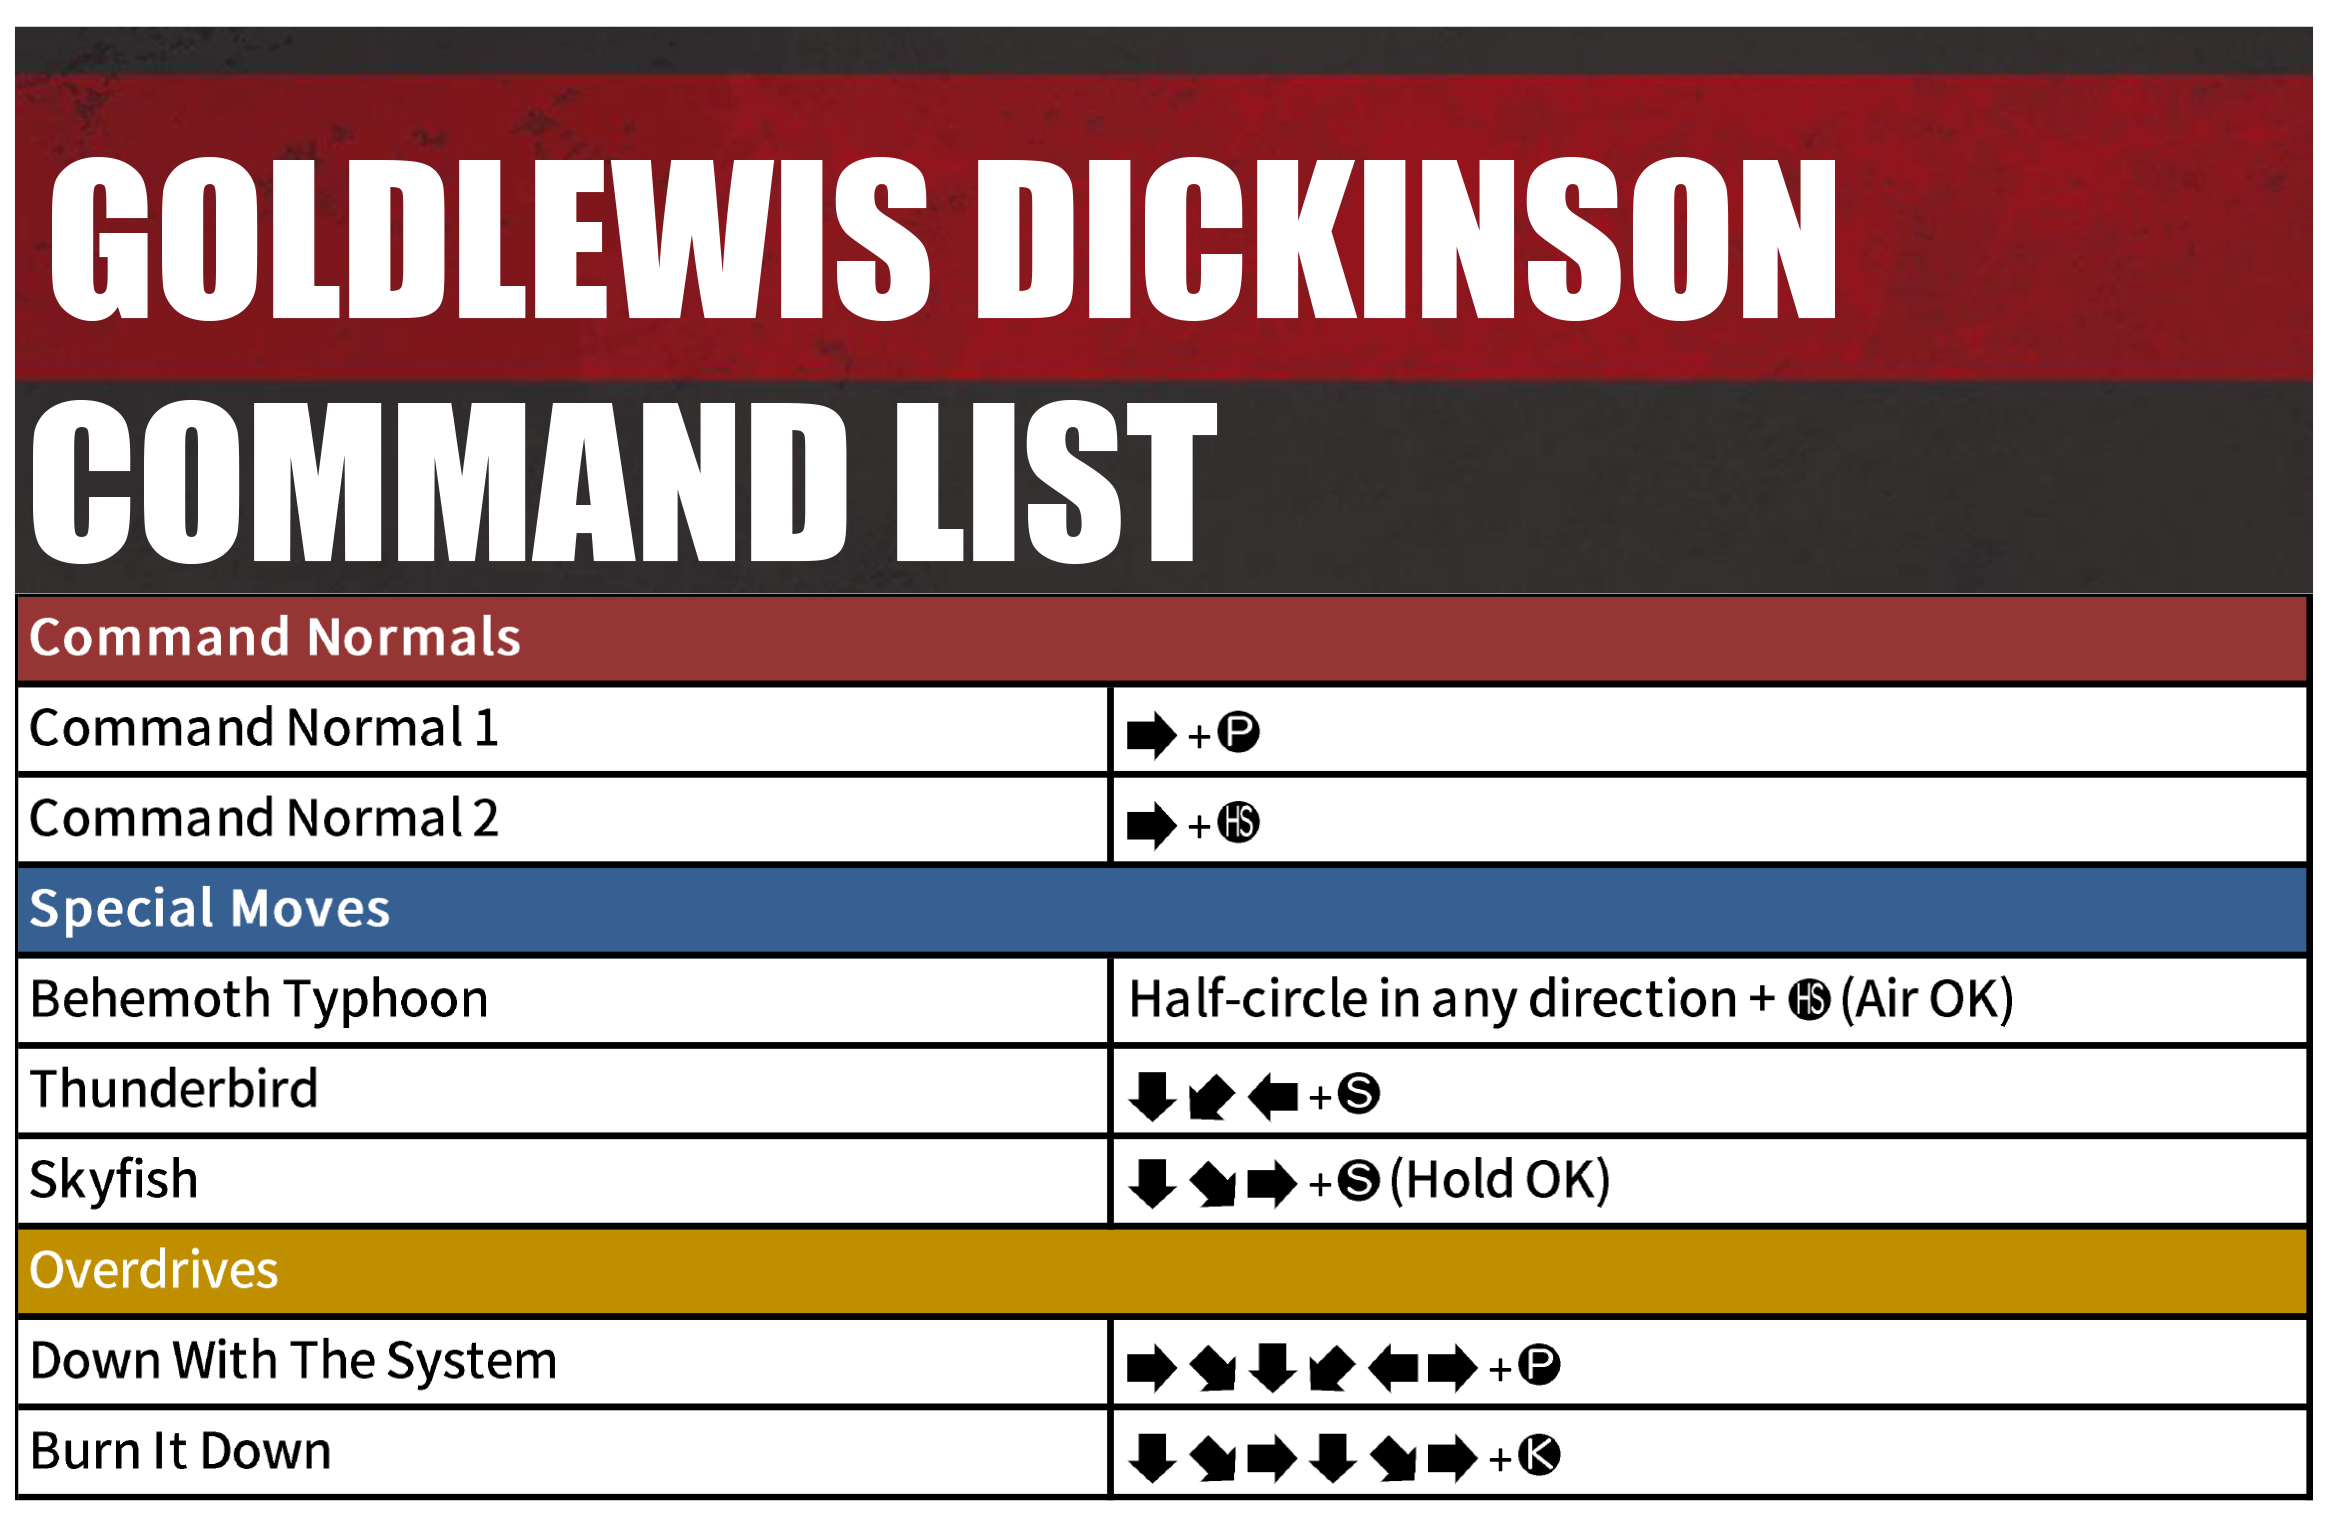 GOLDLEWIS DICKINSON
COMMAND LIST
Command Normals
Command Normal 1 ➡ + P
Command Normal 2 ➡ + HS
Special Moves
Behemoth Typhoon Half-circle in any direction + HS (Air OK)
Thunderbird ⬇ ⬋ ⬅ + S
Skyfish ⬇ ⬊ ➡ + S (Hold OK)
Overdrives
Down With The System ➡ ⬊ ⬇ ⬋ ⬅ ➡ + P
Burn It Down ⬇ ⬊ ➡ ⬇ ⬊ ➡ + K